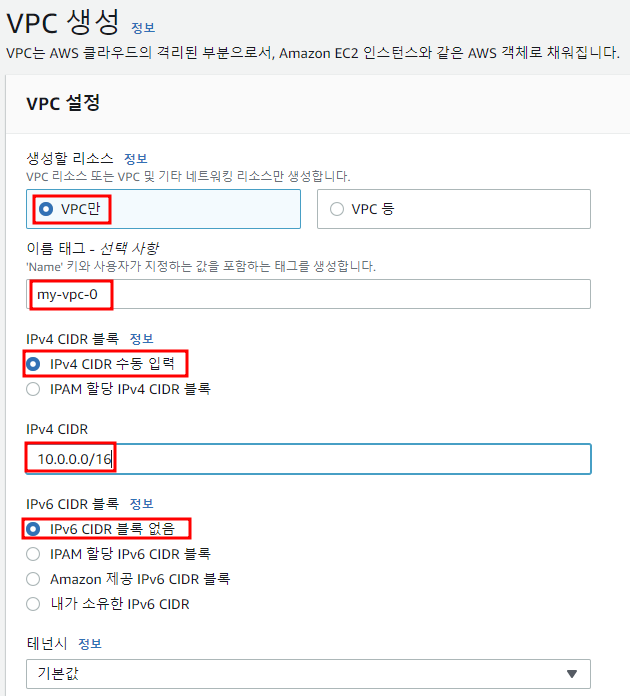 VPC 생성 정보
VPC는 AWS 클라우드의 격리된 부분으로서, Amazon EC2 인스턴스와 같은 AWS 객체로 채워집니다.
VPC 설정
생성할 리소스 정보
VPC 리소스 또는 VPC 및 기타 네트워킹 리소스만 생성합니다.
VPC만
VPC 등
이름 태그 - 선택 사항
'Name' 키와 사용자가 지정하는 값을 포함하는 태그를 생성합니다.
my-vpc-0
IPv4 CIDR 블록 정보
IPv4 CIDR 수동 입력
IPAM 할당 IPv4 CIDR 블록
IPv4 CIDR
10.0.0.0/16
IPv6 CIDR 블록 정보
IPv6 CIDR 블록 없음
IPAM 할당 IPv6 CIDR 블록
Amazon 제공 IPv6 CIDR 블록
내가 소유한 IPv6 CIDR
테넌시 정보
기본값